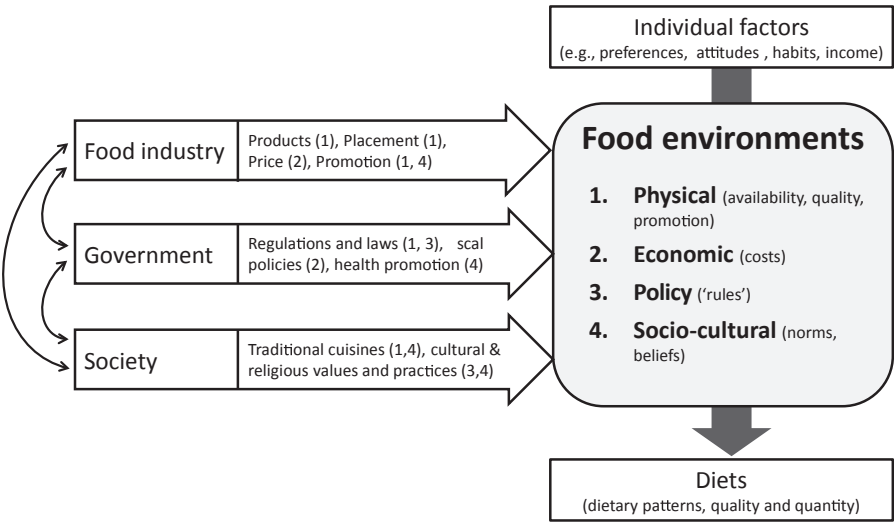 Individual factors
(e.g., preferences, attitudes , habits, income)
Food industry
Products (1), Placement (1),
Price (2), Promotion (1, 4)
Government
Regulations and laws (1, 3), scal
policies (2), health promotion (4)
Society
Traditional cuisines (1,4), cultural &
religious values and practices (3,4)
Food environments
1. Physical (availability, quality,
promotion)
2. Economic (costs)
3. Policy (‘rules’)
4. Socio-cultural (norms,
beliefs)
Diets
(dietary patterns, quality and quantity)